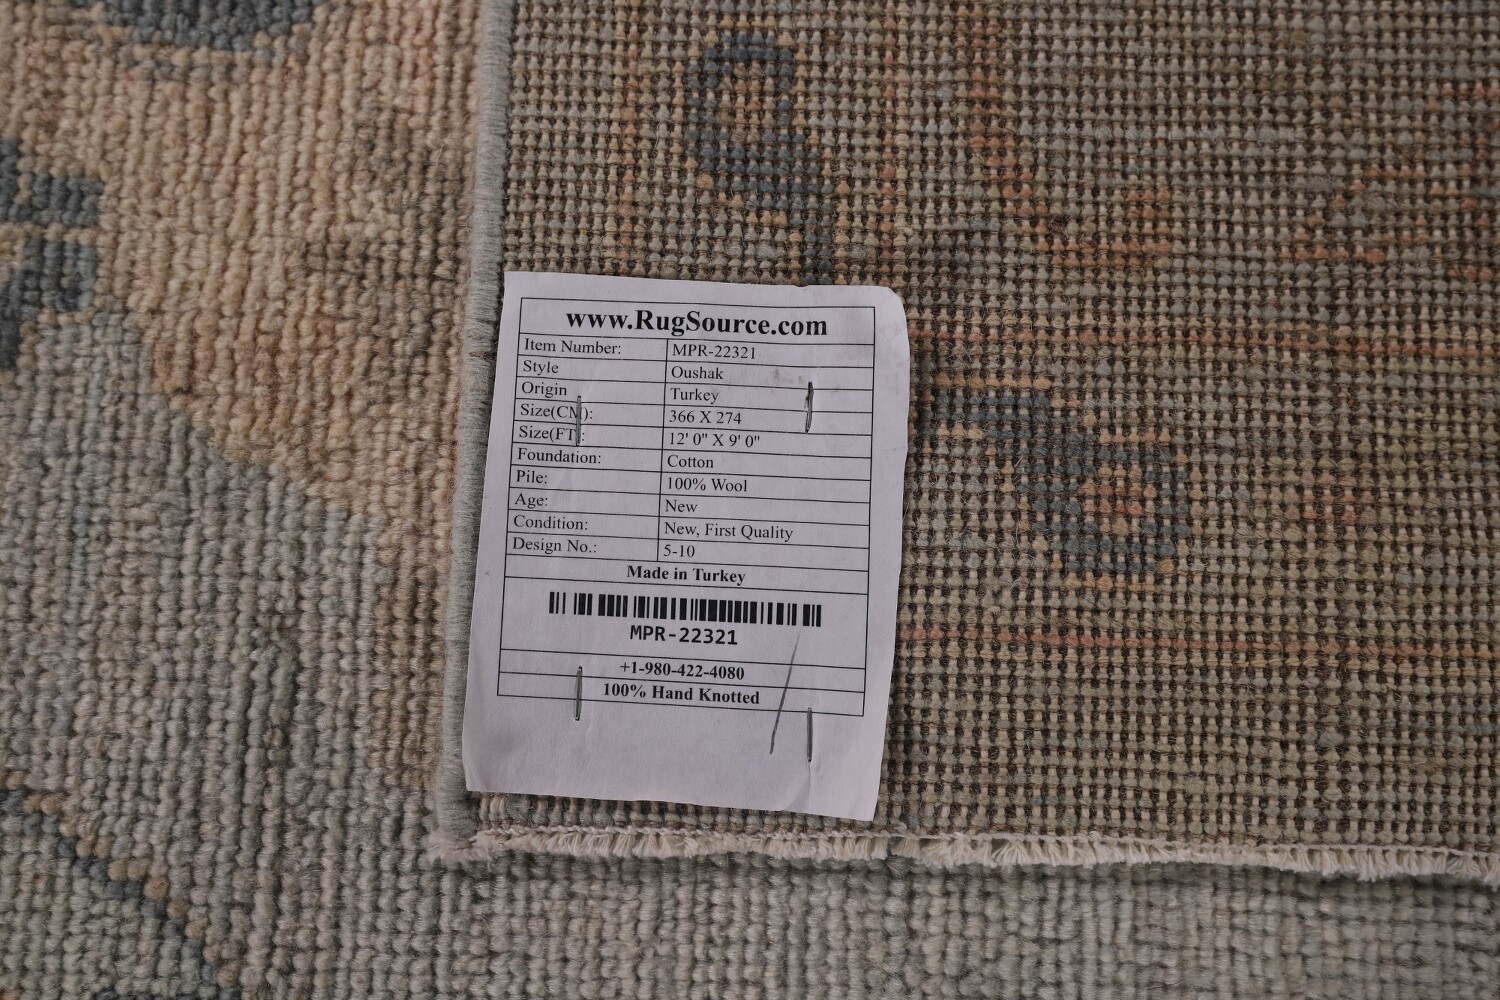 www.RugSource.com
Item Number: MPR-22321
Style Oushak
Origin Turkey
Size(CM): 366 X 274
Size(FT): 12' 0" X 9' 0"
Foundation: Cotton
Pile: 100% Wool
Age: New
Condition: New, First Quality
Design No.: 5-10
Made in Turkey
MPR-22321
+1-980-422-4080
100% Hand Knotted